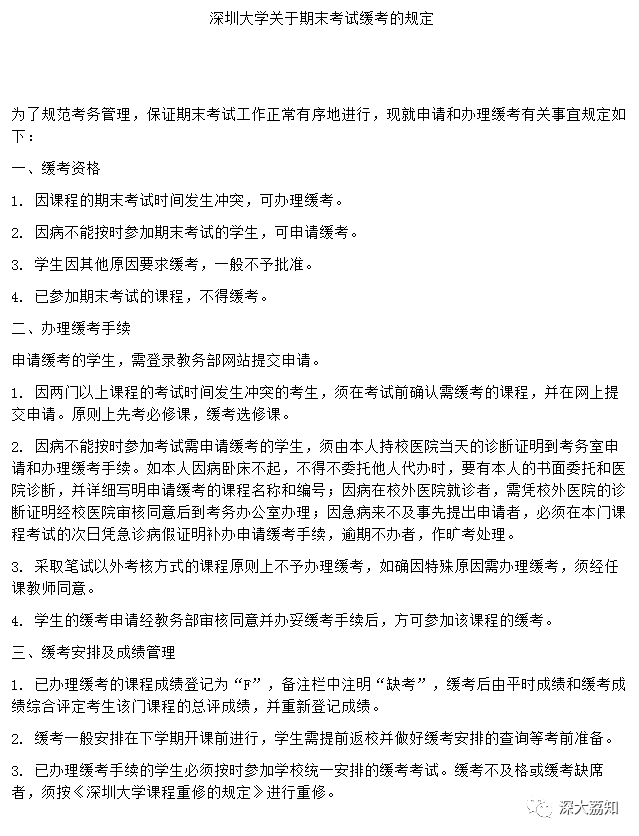 深圳大学关于期末考试缓考的规定
为了规范考务管理，保证期末考试工作正常有序地进行，现就申请和办理缓考有关事宜规定如
下：
一、缓考资格
1. 因课程的期末考试时间发生冲突，可办理缓考。
2. 因病不能按时参加期末考试的学生，可申请缓考。
3. 学生因其他原因要求缓考，一般不予批准。
4. 已参加期末考试的课程，不得缓考。
二、办理缓考手续
申请缓考的学生，需登录教务部网站提交申请。
1. 因两门以上课程的考试时间发生冲突的考生，须在考试前确认需缓考的课程，并在网上提
交申请。原则上先考必修课，缓考选修课。
2. 因病不能按时参加考试需申请缓考的学生，须由本人持校医院当天的诊断证明到考务室申
请和办理缓考手续。如本人因病卧床不起，不得不委托他人代办时，要有本人的书面委托和医
院诊断，并详细写明申请缓考的课程名称和编号；因病在校外医院就诊者，需凭校外医院的诊
断证明经校医院审核同意后到考务办公室办理；因急病来不及事先提出申请者，必须在本门课
程考试的次日凭急诊病假证明补办申请缓考手续，逾期不办者，作旷考处理。
3. 采取笔试以外考核方式的课程原则上不予办理缓考，如确因特殊原因需办理缓考，须经任
课教师同意。
4. 学生的缓考申请经教务部审核同意并办妥缓考手续后，方可参加该课程的缓考。
三、缓考安排及成绩管理
1. 已办理缓考的课程成绩登记为“F”，备注栏中注明“缺考”，缓考后由平时成绩和缓考成
绩综合评定考生该门课程的总评成绩，并重新登记成绩。
2. 缓考一般安排在下学期开课前进行，学生需提前返校并做好缓考安排的查询等考前准备。
3. 已办理缓考手续的学生必须按时参加学校统一安排的缓考考试。缓考不及格或缓考缺席
者，须按《深圳大学课程重修的规定》进行重修。
深大荔知